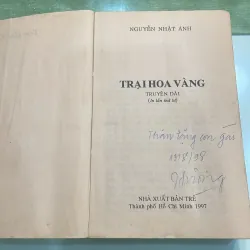 NGUYỄN NHẬT ÁNH
TRẠI HOA VÀNG
TRUYỆN DÀI
(In lần thứ tư)
Thân tặng con gái
NHÀ XUẤT BẢN TRẺ
Thành phố Hồ Chí Minh 1997